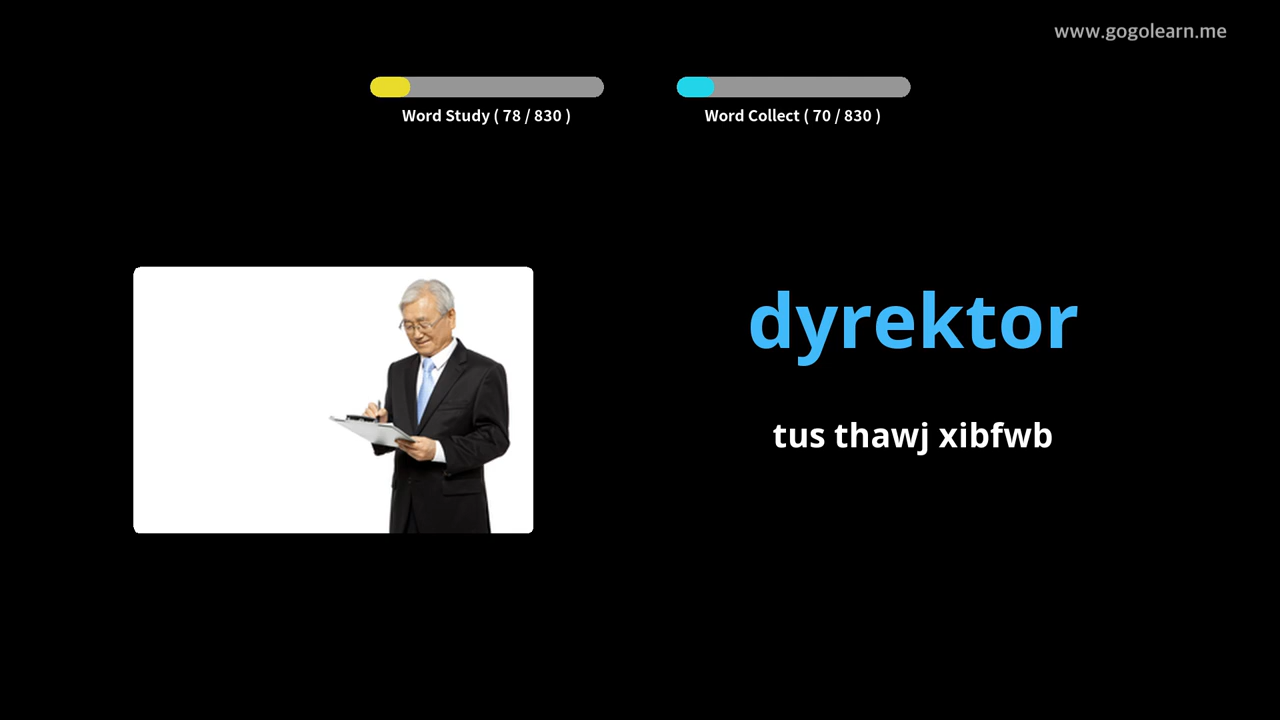 www.gogolearn.me
Word Study ( 78 / 830 )
Word Collect ( 70 / 830 )
dyrektor
tus thawj xibfwb